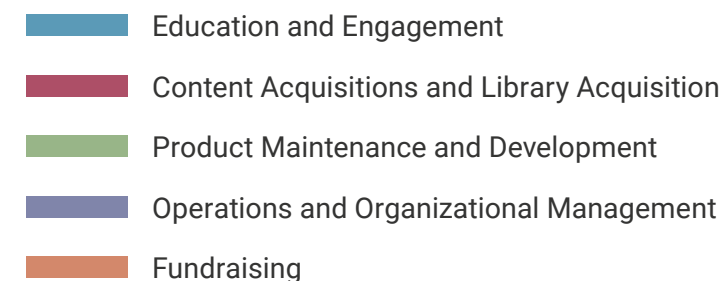 Education and Engagement
Content Acquisitions and Library Acquisition
Product Maintenance and Development
Operations and Organizational Management
Fundraising